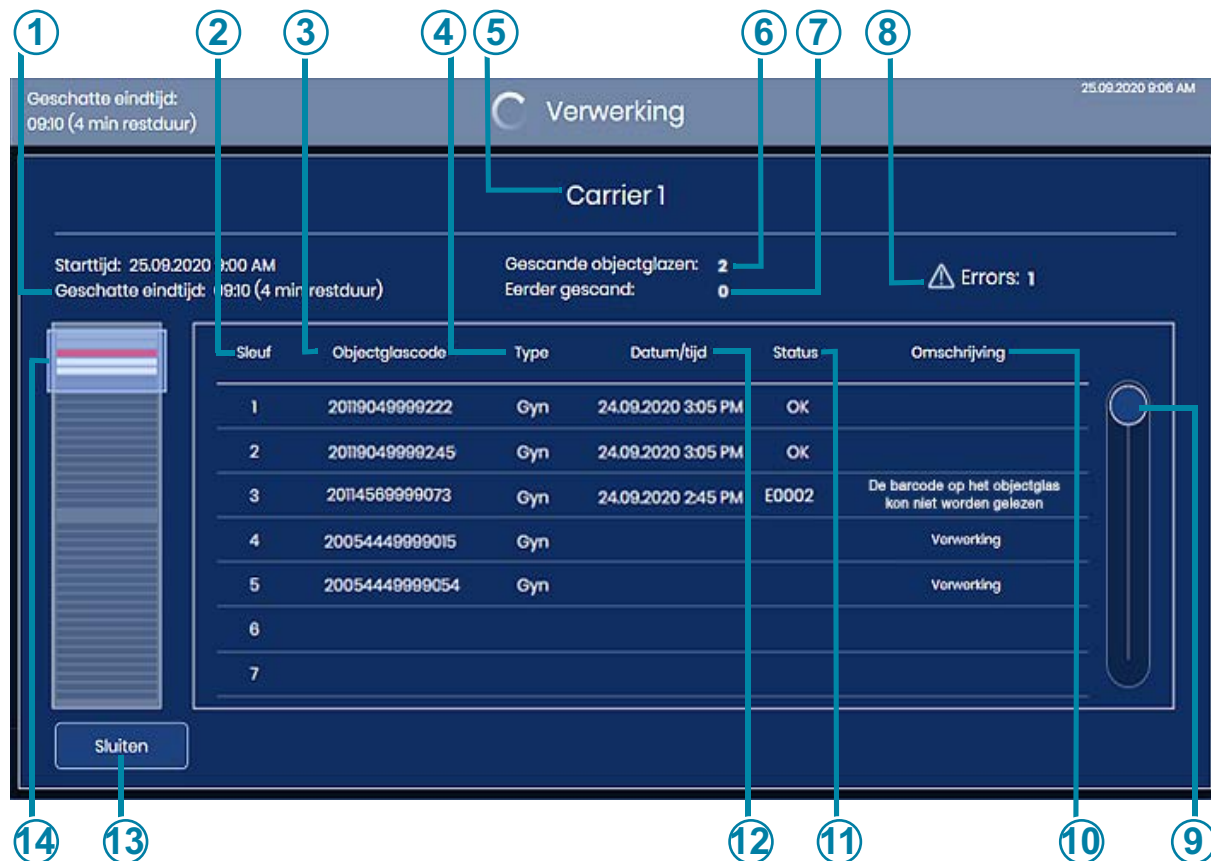 1 2 3 4 5 6 7 8
Geschatte eindtijd:
09:10 (4 min restduur)
Verwerking
25.09.2020 9:06 AM
Carrier 1
Starttijd: 25.09.2020 9:00 AM
Geschatte eindtijd: 09:10 (4 min restduur)
Gescande objectglazen: 2
Eerder gescand: 0
Errors: 1
Sleuf Objectglascode Type Datum/tijd Status Omschrijving
1 20119049999222 Gyn 24.09.2020 3:05 PM OK
2 20119049999245 Gyn 24.09.2020 3:05 PM OK
3 20114569999073 Gyn 24.09.2020 2:45 PM E0002 De barcode op het objectglas
kon niet worden gelezen
4 20054449999015 Gyn Verwerking
5 20054449999054 Gyn Verwerking
6
7
Sluiten
14 13 12 11 10 9